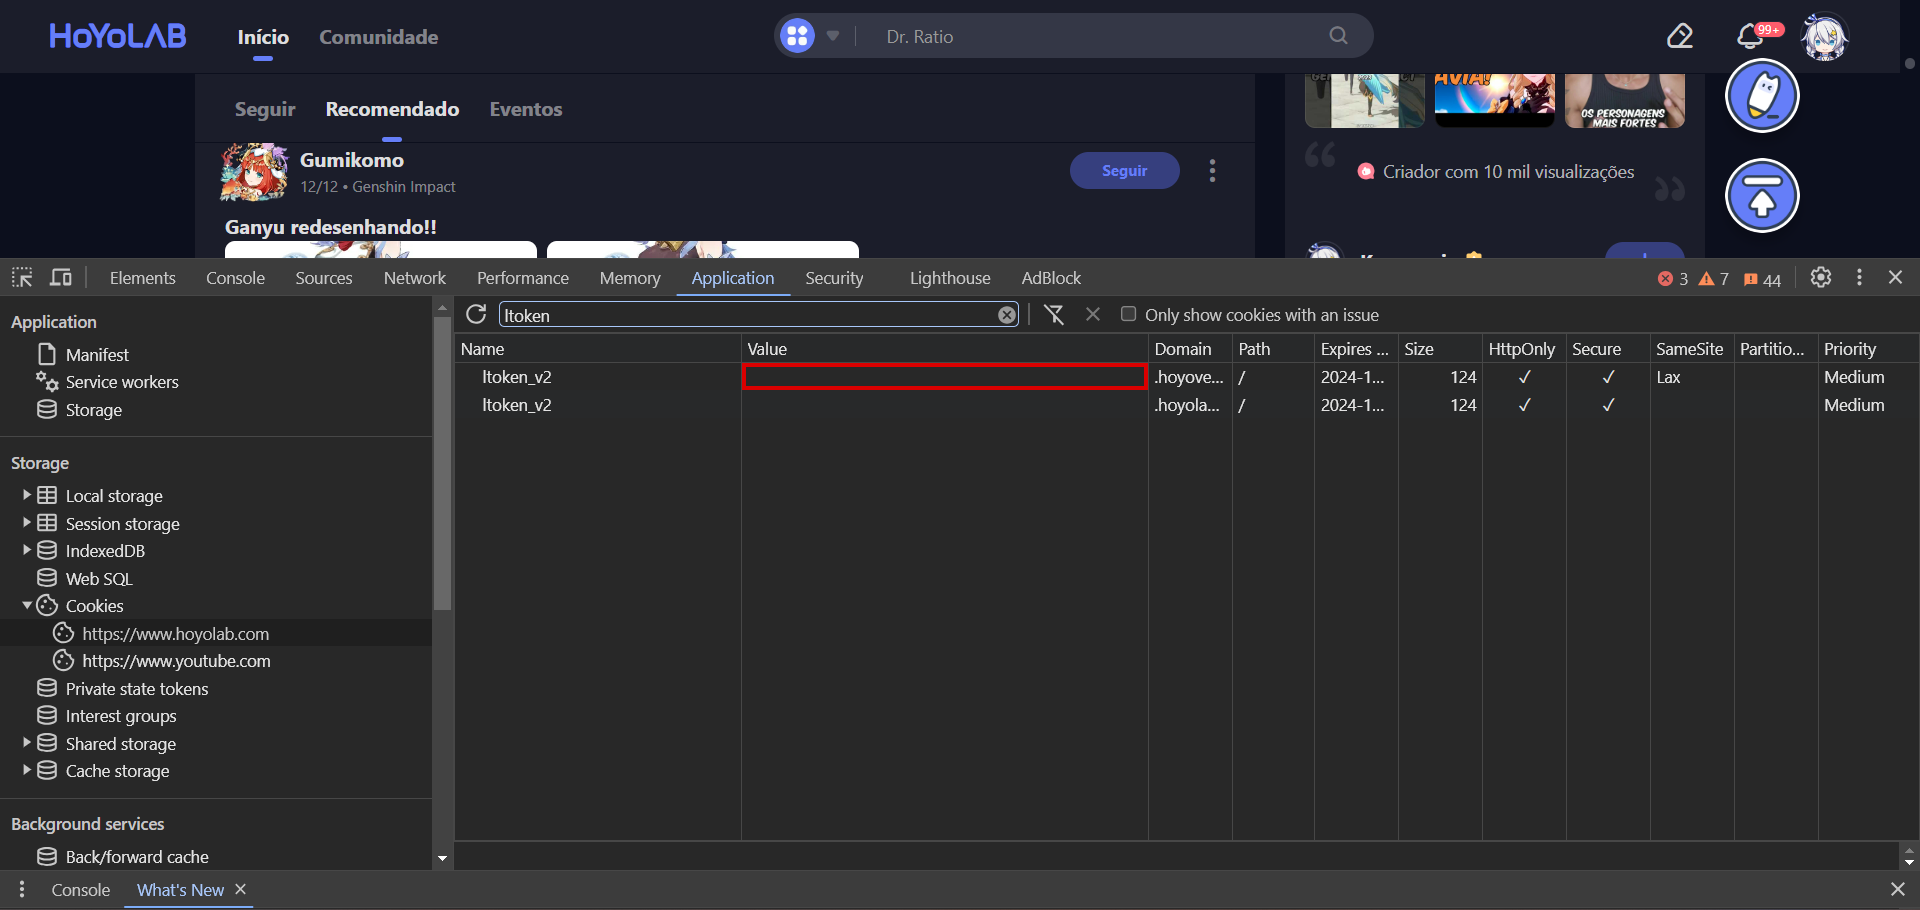 HoYoLAB
Início
Comunidade
Dr. Ratio
99+
Seguir
Recomendado
Eventos
Gumikomo
12/12 • Genshin Impact
Seguir
Ganyu redesenhando!!
OS PERSONAGENS
MAIS FORTES
Criador com 10 mil visualizações
Elements
Console
Sources
Network
Performance
Memory
Application
Security
Lighthouse
AdBlock
3
7
44
Application
Manifest
Service workers
Storage
Storage
Local storage
Session storage
IndexedDB
Web SQL
Cookies
https://www.hoyolab.com
https://www.youtube.com
Private state tokens
Interest groups
Shared storage
Cache storage
Background services
Back/forward cache
ltoken
Only show cookies with an issue
Name Value Domain Path Expires ... Size HttpOnly Secure SameSite Partitio... Priority
ltoken_v2 .hoyove... / 2024-1... 124 ✓ ✓ Lax Medium
ltoken_v2 .hoyola... / 2024-1... 124 ✓ ✓ Medium
Console
What's New